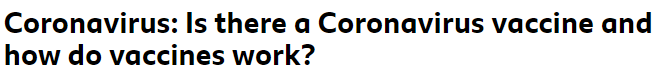 Coronavirus: Is there a Coronavirus vaccine and
how do vaccines work?